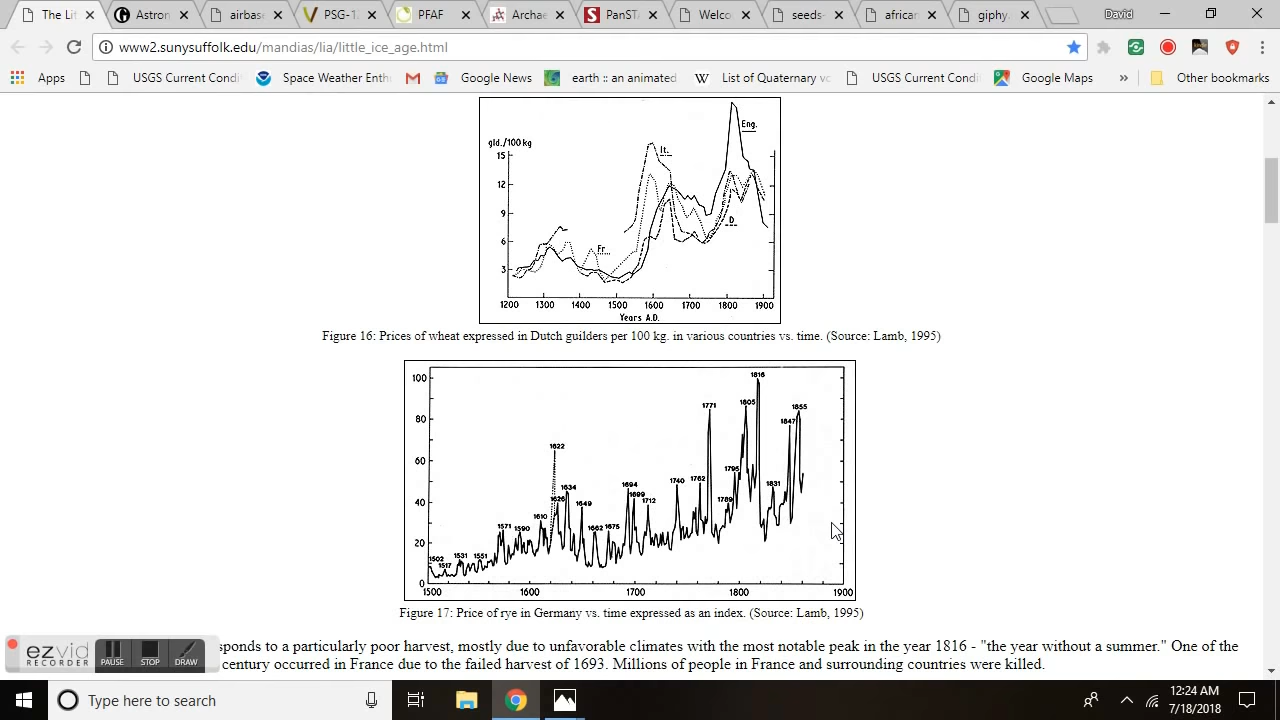 The Lit
Astron
airbase
PSG-12
PFAF
Archae
PanSTA
Welco
seeds-
african
giphy.
David
www2.sunysuffolk.edu/mandias/lia/little_ice_age.html
Apps
USGS Current Condi
Space Weather Enth
Google News
earth :: an animated
List of Quaternary vo
USGS Current Condi
Google Maps
»
Other bookmarks
gld./100 kg
Eng.
It.
Fr.
D.
15
12
9
6
3
1200 1300 1400 1500 1600 1700 1800 1900
Years A.D.
Figure 16: Prices of wheat expressed in Dutch guilders per 100 kg. in various countries vs. time. (Source: Lamb, 1995)
100
80
60
40
20
0
1502
1517
1531
1551
1571
1590
1610
1622
1626
1634
1649
1662
1675
1694
1699
1712
1740
1762
1771
1789
1795
1805
1816
1831
1847
1855
1500 1600 1700 1800 1900
Figure 17: Price of rye in Germany vs. time expressed as an index. (Source: Lamb, 1995)
sponds to a particularly poor harvest, mostly due to unfavorable climates with the most notable peak in the year 1816 - "the year without a summer." One of the
century occurred in France due to the failed harvest of 1693. Millions of people in France and surrounding countries were killed.
ezvid
RECORDER
PAUSE
STOP
DRAW
Type here to search
12:24 AM
7/18/2018